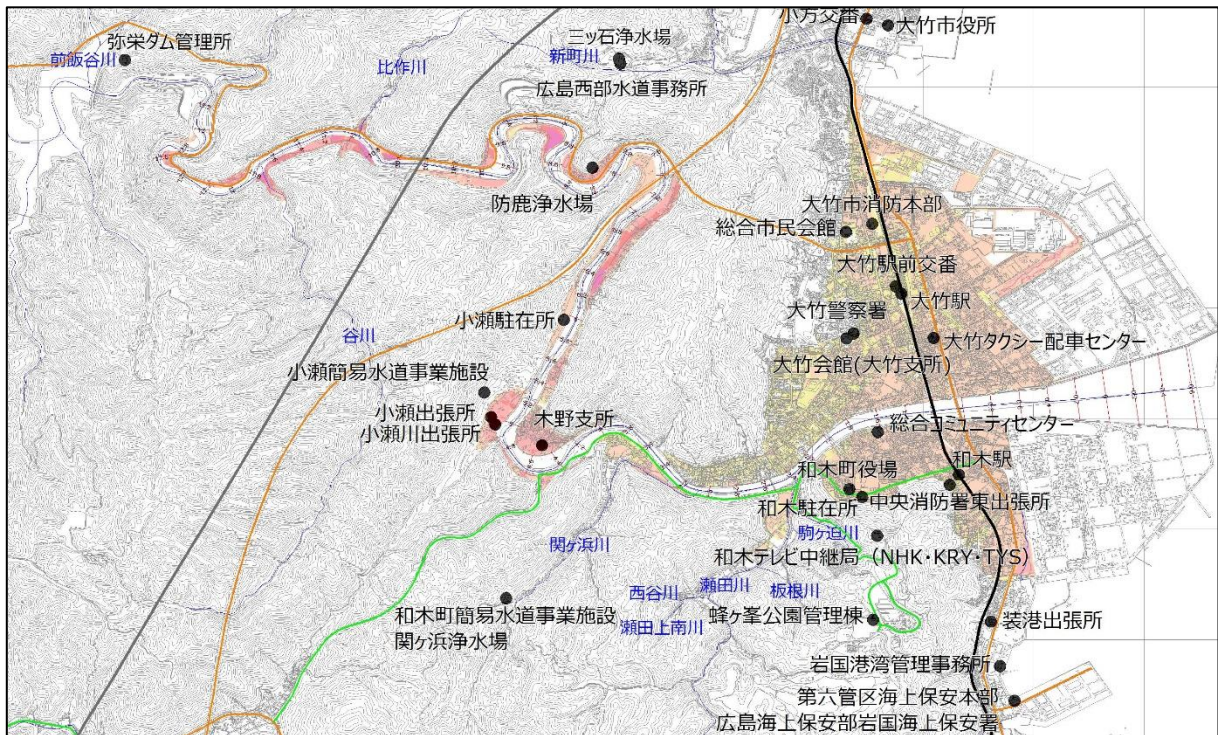 小方交番
大竹市役所
弥栄ダム管理所
前飯谷川
比作川
三ッ石浄水場
新町川
広島西部水道事務所
防鹿浄水場
大竹市消防本部
総合市民会館
大竹駅前交番
大竹警察署
大竹駅
小瀬駐在所
谷川
大竹タクシー配車センター
大竹会館(大竹支所)
小瀬簡易水道事業施設
小瀬出張所
小瀬川出張所
木野支所
総合コミュニティセンター
和木駅
和木町役場
中央消防署東出張所
和木駐在所
駒ヶ迫川
関ヶ浜川
和木テレビ中継局 (NHK・KRY・TYS)
西谷川
瀬田川
板根川
和木町簡易水道事業施設
関ヶ浜浄水場
瀬田上南川
蜂ヶ峯公園管理棟
装港出張所
岩国港湾管理事務所
第六管区海上保安本部
広島海上保安部岩国海上保安署